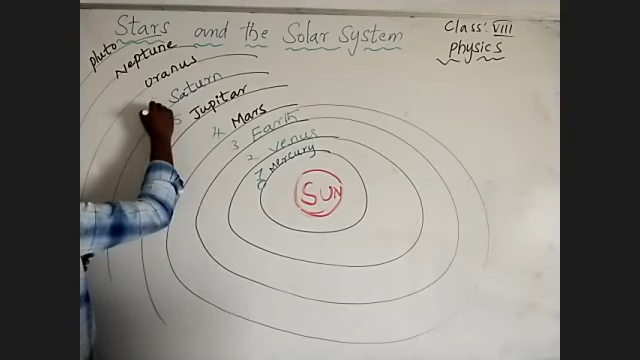 Stars and the Solar System
Class: VIII
Physics
pluto
Neptune
Uranus
Saturn
5 Jupitar
4 Mars
3 Earth
2 Venus
1 Mercury
SUN